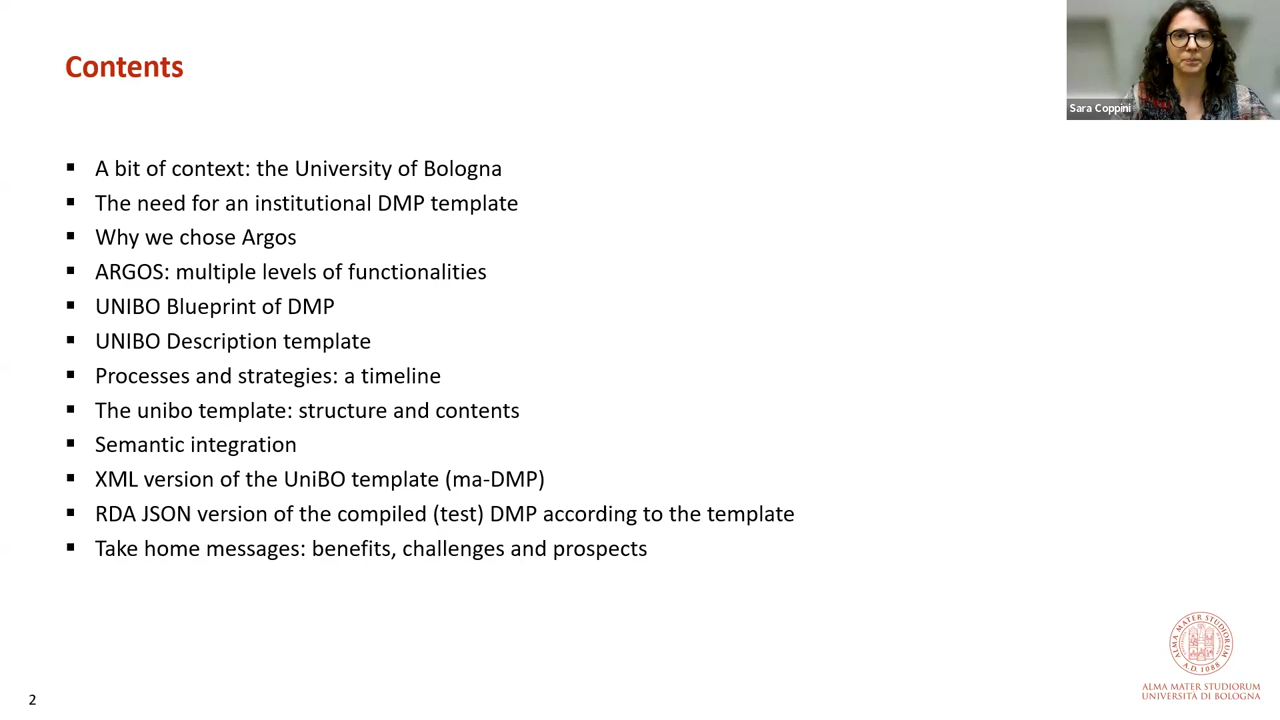 Contents
Sara Coppini
▪ A bit of context: the University of Bologna
▪ The need for an institutional DMP template
▪ Why we chose Argos
▪ ARGOS: multiple levels of functionalities
▪ UNIBO Blueprint of DMP
▪ UNIBO Description template
▪ Processes and strategies: a timeline
▪ The unibo template: structure and contents
▪ Semantic integration
▪ XML version of the UniBO template (ma-DMP)
▪ RDA JSON version of the compiled (test) DMP according to the template
▪ Take home messages: benefits, challenges and prospects
ALMA MATER STUDIORUM
A.D. 1088
ALMA MATER STUDIORUM
UNIVERSITÀ DI BOLOGNA
2